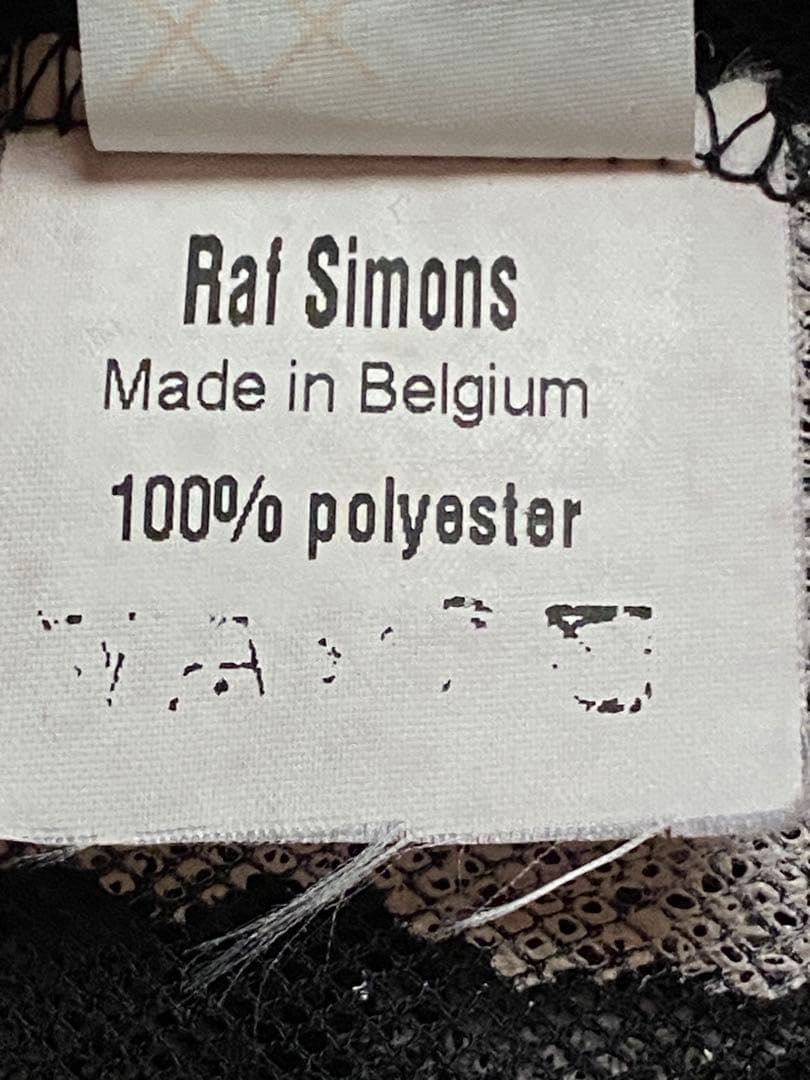 Raf Simons
Made in Belgium
100% polyester